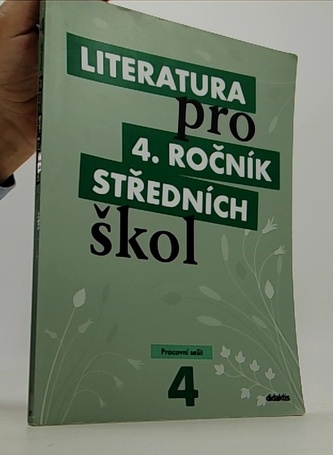 LITERATURA
pro
4. ROČNÍK
STŘEDNÍCH
škol
Pracovní sešit
4
didaktis